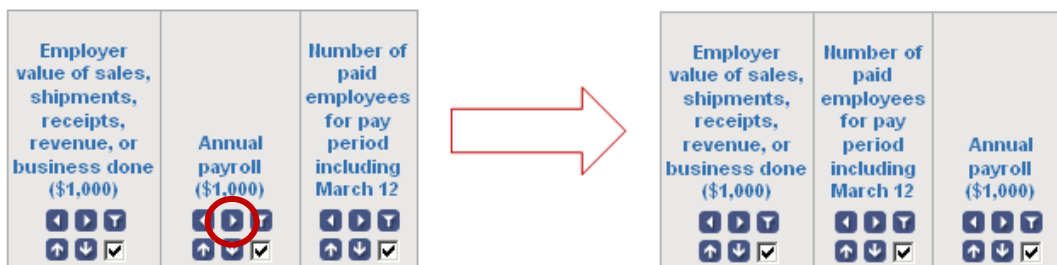 Employer
value of sales,
shipments,
receipts,
revenue, or
business done
($1,000)
Annual
payroll
($1,000)
Number of
paid
employees
for pay
period
including
March 12
Employer
value of sales,
shipments,
receipts,
revenue, or
business done
($1,000)
Number of
paid
employees
for pay
period
including
March 12
Annual
payroll
($1,000)